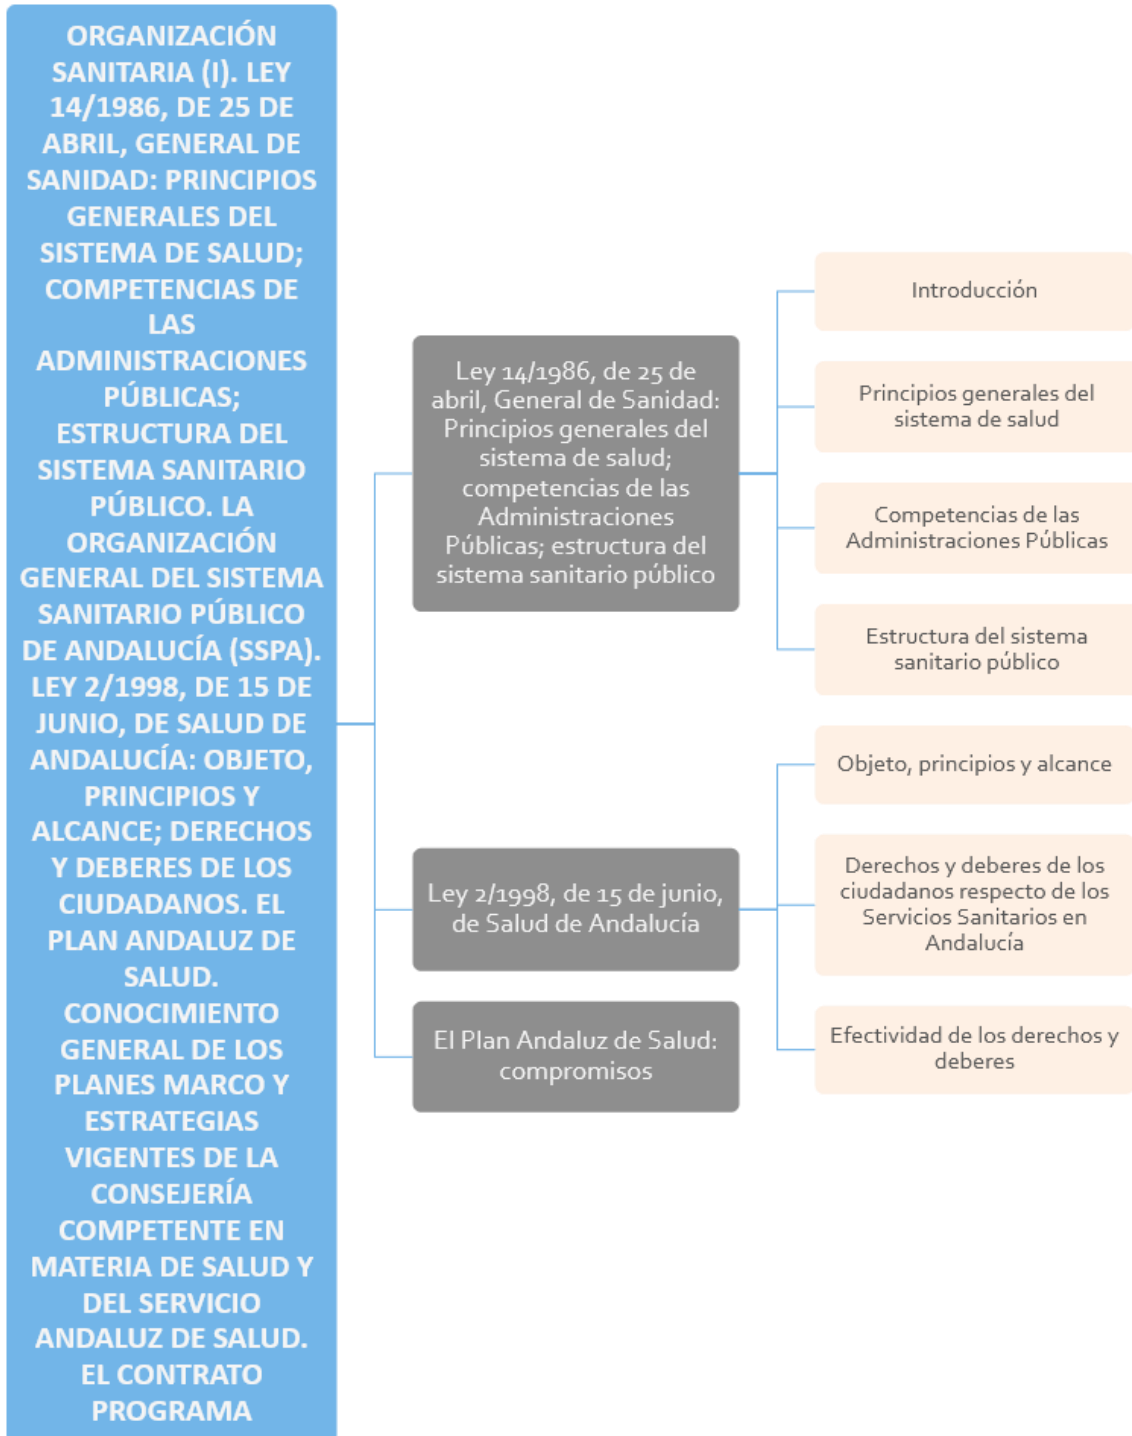 ORGANIZACIÓN
SANITARIA (I). LEY
14/1986, DE 25 DE
ABRIL, GENERAL DE
SANIDAD: PRINCIPIOS
GENERALES DEL
SISTEMA DE SALUD;
COMPETENCIAS DE
LAS
ADMINISTRACIONES
PÚBLICAS;
ESTRUCTURA DEL
SISTEMA SANITARIO
PÚBLICO. LA
ORGANIZACIÓN
GENERAL DEL SISTEMA
SANITARIO PÚBLICO
DE ANDALUCÍA (SSPA).
LEY 2/1998, DE 15 DE
JUNIO, DE SALUD DE
ANDALUCÍA: OBJETO,
PRINCIPIOS Y
ALCANCE; DERECHOS
Y DEBERES DE LOS
CIUDADANOS. EL
PLAN ANDALUZ DE
SALUD.
CONOCIMIENTO
GENERAL DE LOS
PLANES MARCO Y
ESTRATEGIAS
VIGENTES DE LA
CONSEJERÍA
COMPETENTE EN
MATERIA DE SALUD Y
DEL SERVICIO
ANDALUZ DE SALUD.
EL CONTRATO
PROGRAMA
Ley 14/1986, de 25 de
abril, General de Sanidad:
Principios generales del
sistema de salud;
competencias de las
Administraciones
Públicas; estructura del
sistema sanitario público
Introducción
Principios generales del
sistema de salud
Competencias de las
Administraciones Públicas
Estructura del sistema
sanitario público
Ley 2/1998, de 15 de junio,
de Salud de Andalucía
Objeto, principios y alcance
Derechos y deberes de los
ciudadanos respecto de los
Servicios Sanitarios en
Andalucía
Efectividad de los derechos y
deberes
El Plan Andaluz de Salud:
compromisos